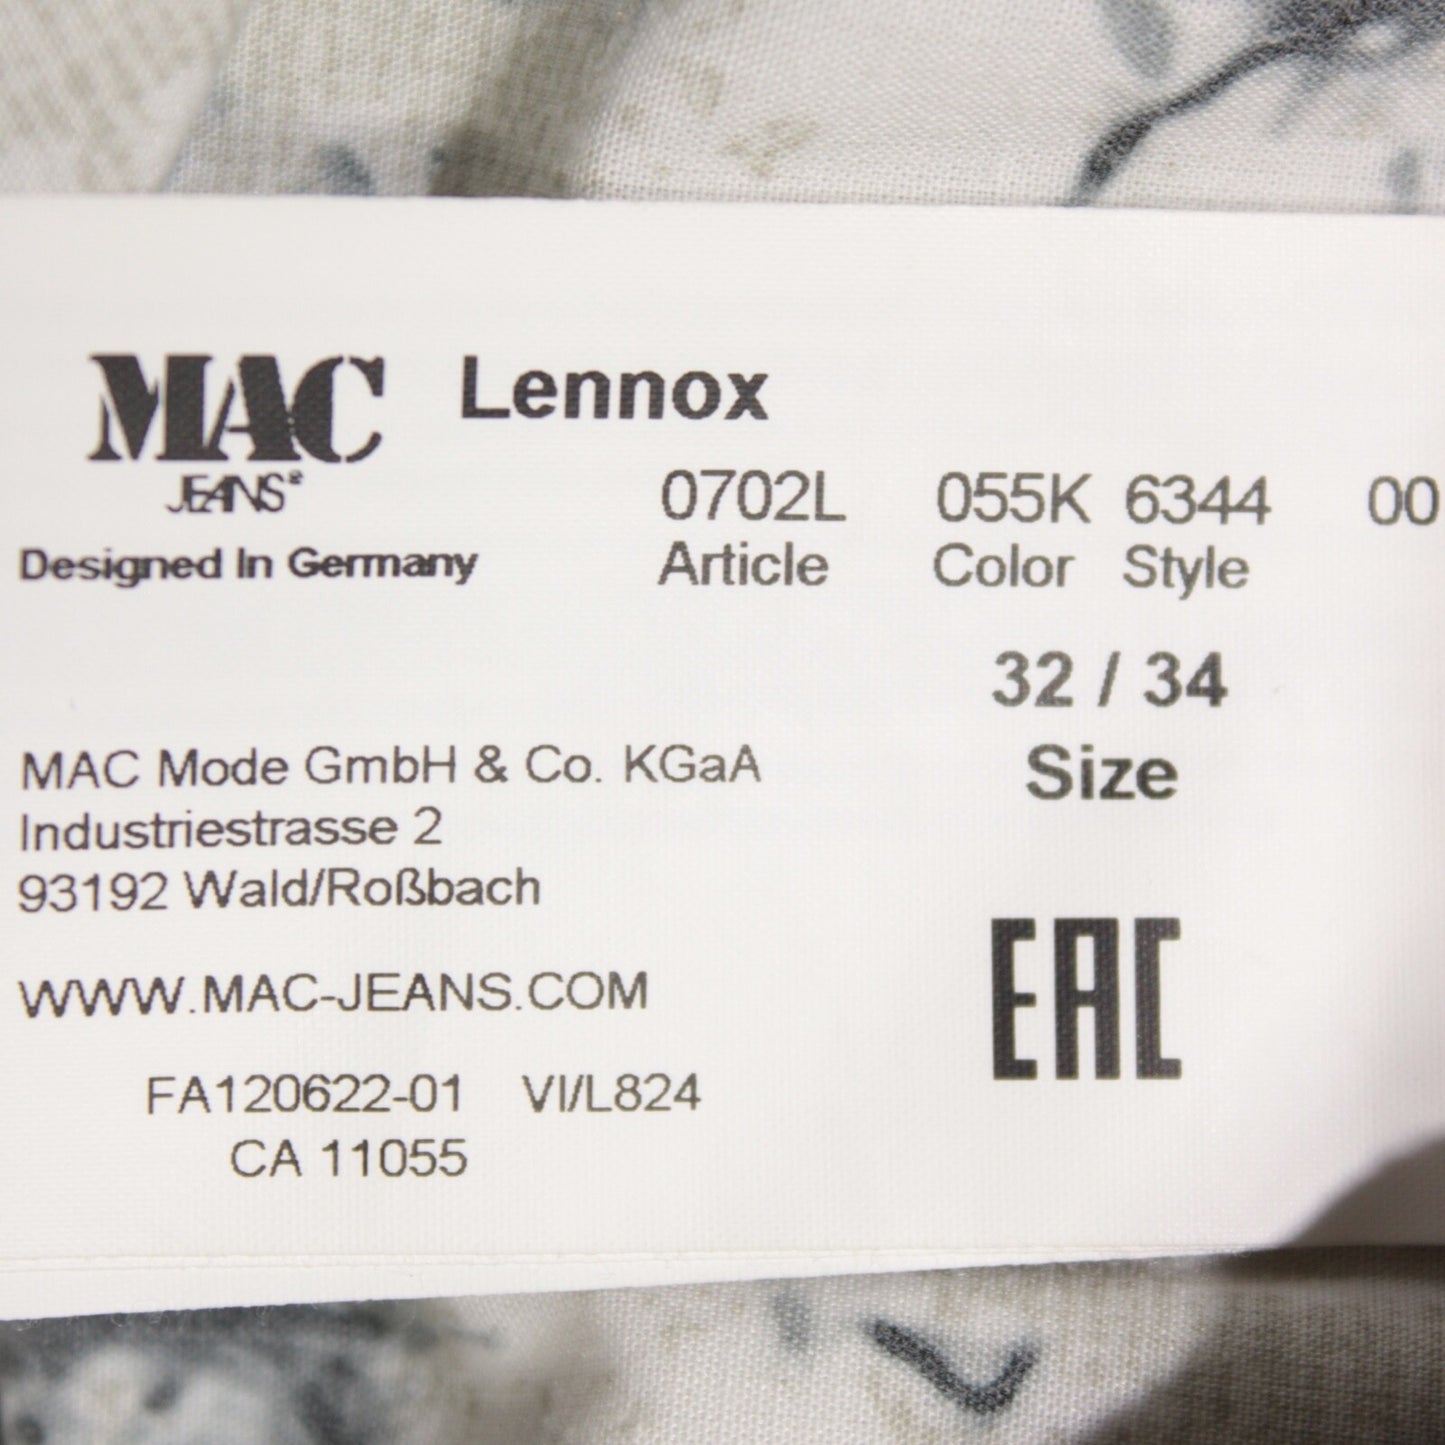 MAC Lennox
JEANS²
Designed In Germany
0702L 055K 6344 00
Article Color Style
32 / 34
Size
MAC Mode GmbH & Co. KGaA
Industriestrasse 2
93192 Wald/Roßbach
WWW.MAC-JEANS.COM
FA120622-01 VI/L824
CA 11055
EAC